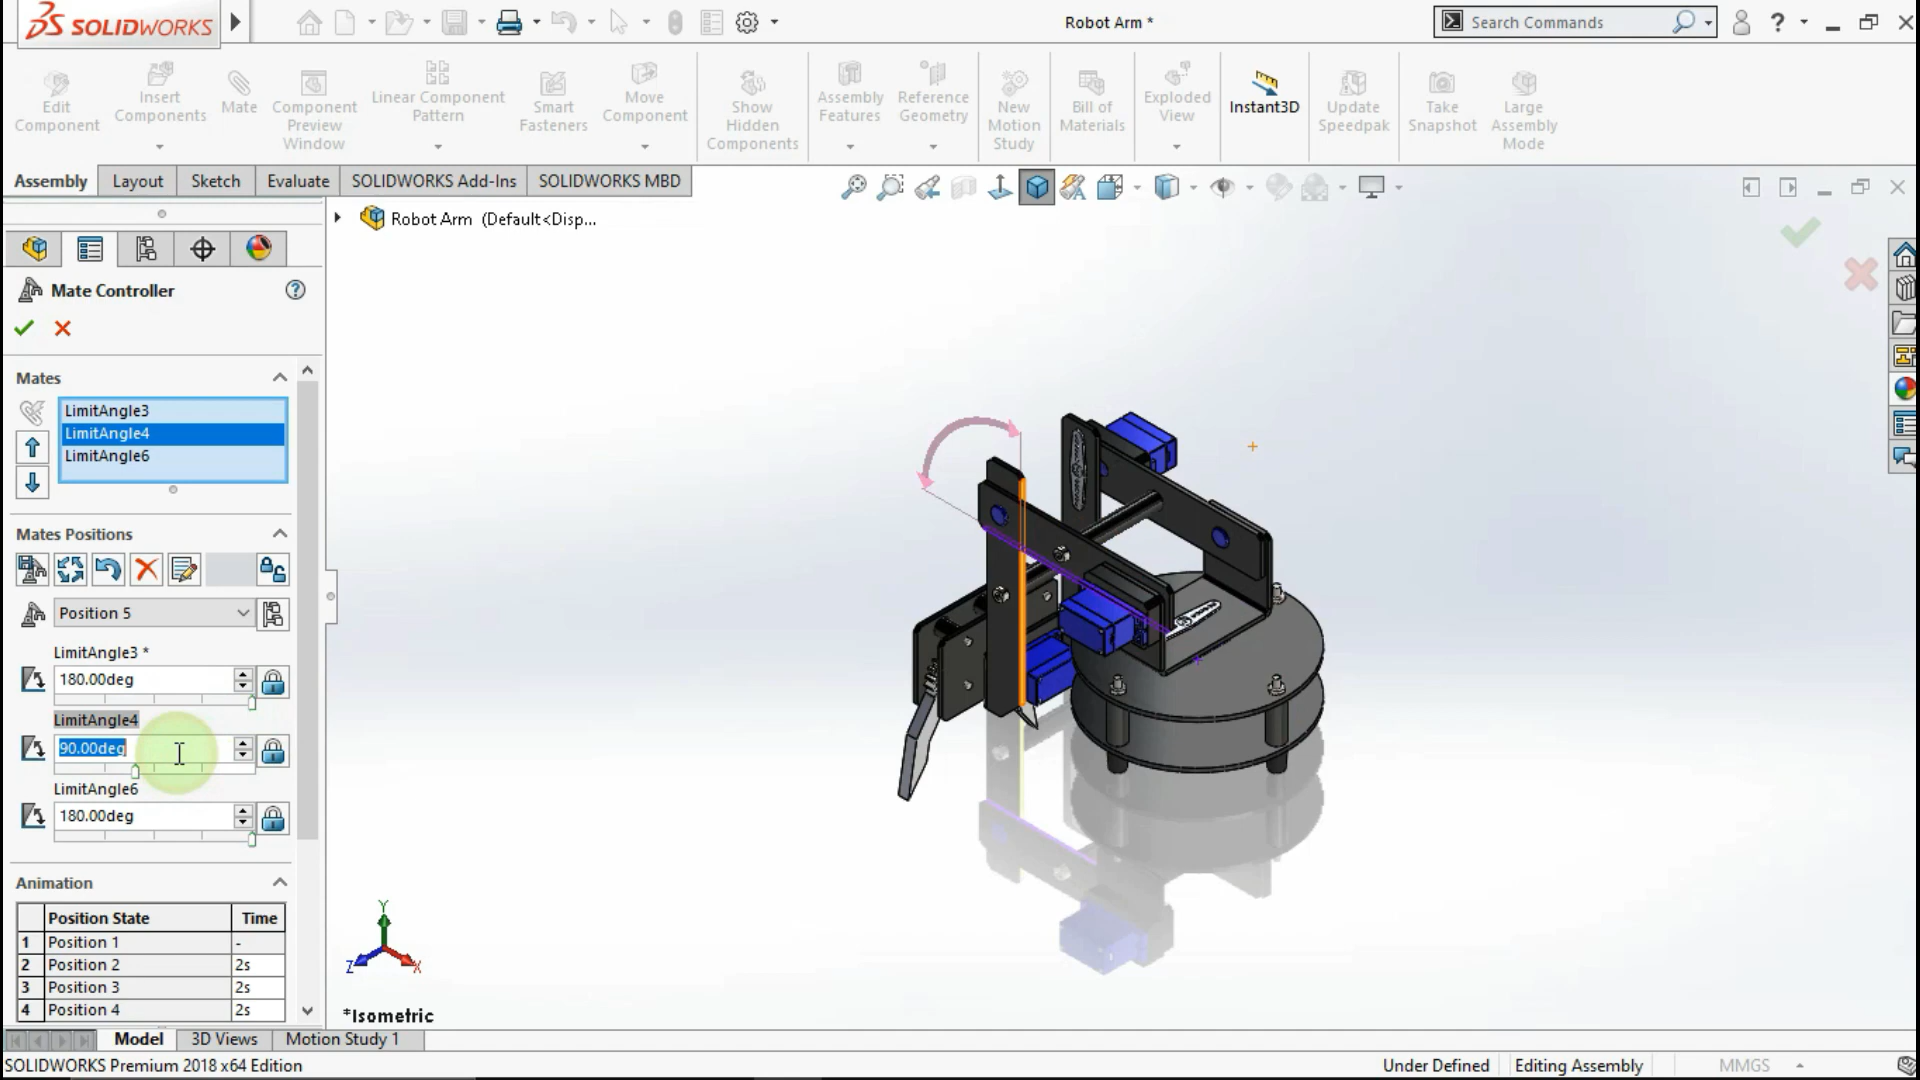 SOLIDWORKS
Robot Arm *
Search Commands
?
Edit Component
Insert Components
Mate
Component Preview Window
Linear Component Pattern
Smart Fasteners
Move Component
Show Hidden Components
Assembly Features
Reference Geometry
New Motion Study
Bill of Materials
Exploded View
Instant3D
Update Speedpak
Take Snapshot
Large Assembly Mode
Assembly
Layout
Sketch
Evaluate
SOLIDWORKS Add-Ins
SOLIDWORKS MBD
Robot Arm (Default<Disp...
Mate Controller
?
Mates
LimitAngle3
LimitAngle4
LimitAngle6
Mates Positions
Position 5
LimitAngle3 *
180.00deg
LimitAngle4
90.00deg
LimitAngle6
180.00deg
Animation
Position State Time
1 Position 1 -
2 Position 2 2s
3 Position 3 2s
4 Position 4 2s
Y
Z
X
*Isometric
Model
3D Views
Motion Study 1
SOLIDWORKS Premium 2018 x64 Edition
Under Defined
Editing Assembly
MMGS